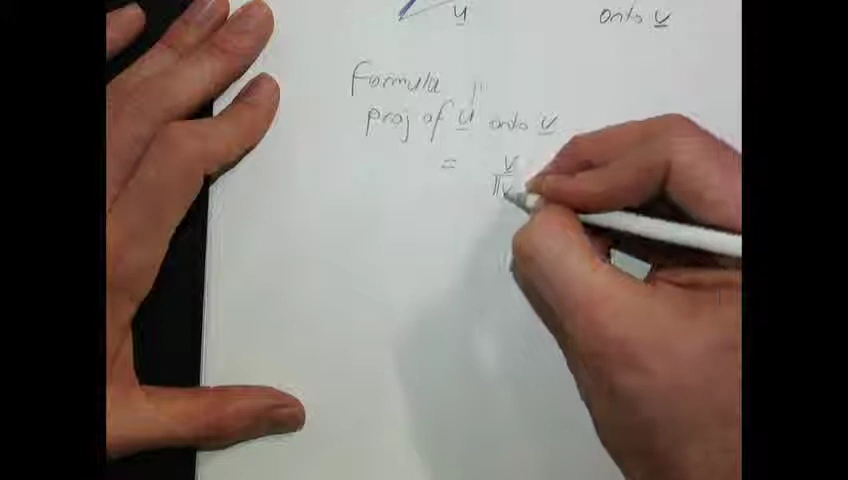 u onto v
Formula
proj of u onto v
= v
‖v